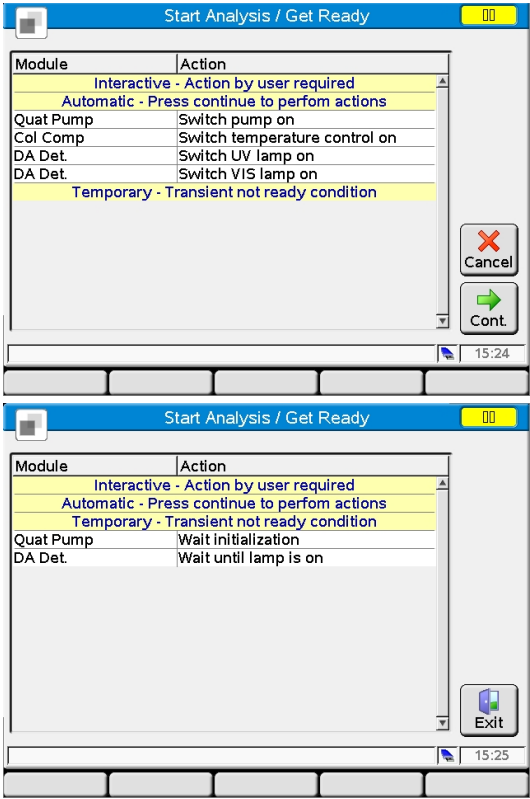 Start Analysis / Get Ready
Module Action
Interactive - Action by user required
Automatic - Press continue to perfom actions
Quat Pump Switch pump on
Col Comp Switch temperature control on
DA Det. Switch UV lamp on
DA Det. Switch VIS lamp on
Temporary - Transient not ready condition
Cancel
Cont.
15:24
Start Analysis / Get Ready
Module Action
Interactive - Action by user required
Automatic - Press continue to perfom actions
Temporary - Transient not ready condition
Quat Pump Wait initialization
DA Det. Wait until lamp is on
Exit
15:25